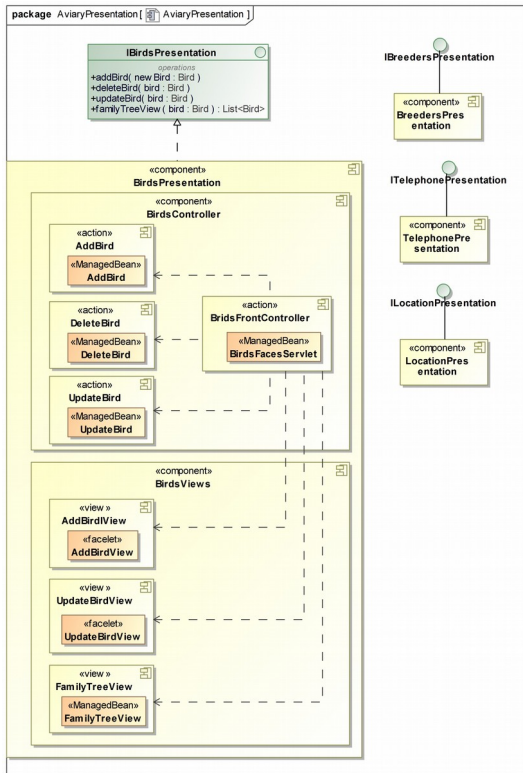 package AviaryPresentation [ AviaryPresentation ]
IBirdsPresentation
operations
+addBird( new Bird : Bird )
+deleteBird( bird : Bird )
+updateBird( bird : Bird )
+familyTreeView ( bird : Bird ) : List<Bird>
«component»
BirdsPresentation
«component»
BirdsController
«action»
AddBird
«ManagedBean»
AddBird
«action»
DeleteBird
«ManagedBean»
DeleteBird
«action»
UpdateBird
«ManagedBean»
UpdateBird
«action»
BridsFrontController
«ManagedBean»
BirdsFacesServlet
«component»
BirdsViews
«view »
AddBirdlView
«facelet»
AddBirdView
«view »
UpdateBirdView
«facelet»
UpdateBirdView
«view »
FamilyTreeView
«ManagedBean»
FamilyTreeView
IBreedersPresentation
«component»
BreedersPres
entation
ITelephonePresentation
«component»
TelephonePre
sentation
ILocationPresentation
«component»
LocationPres
entation